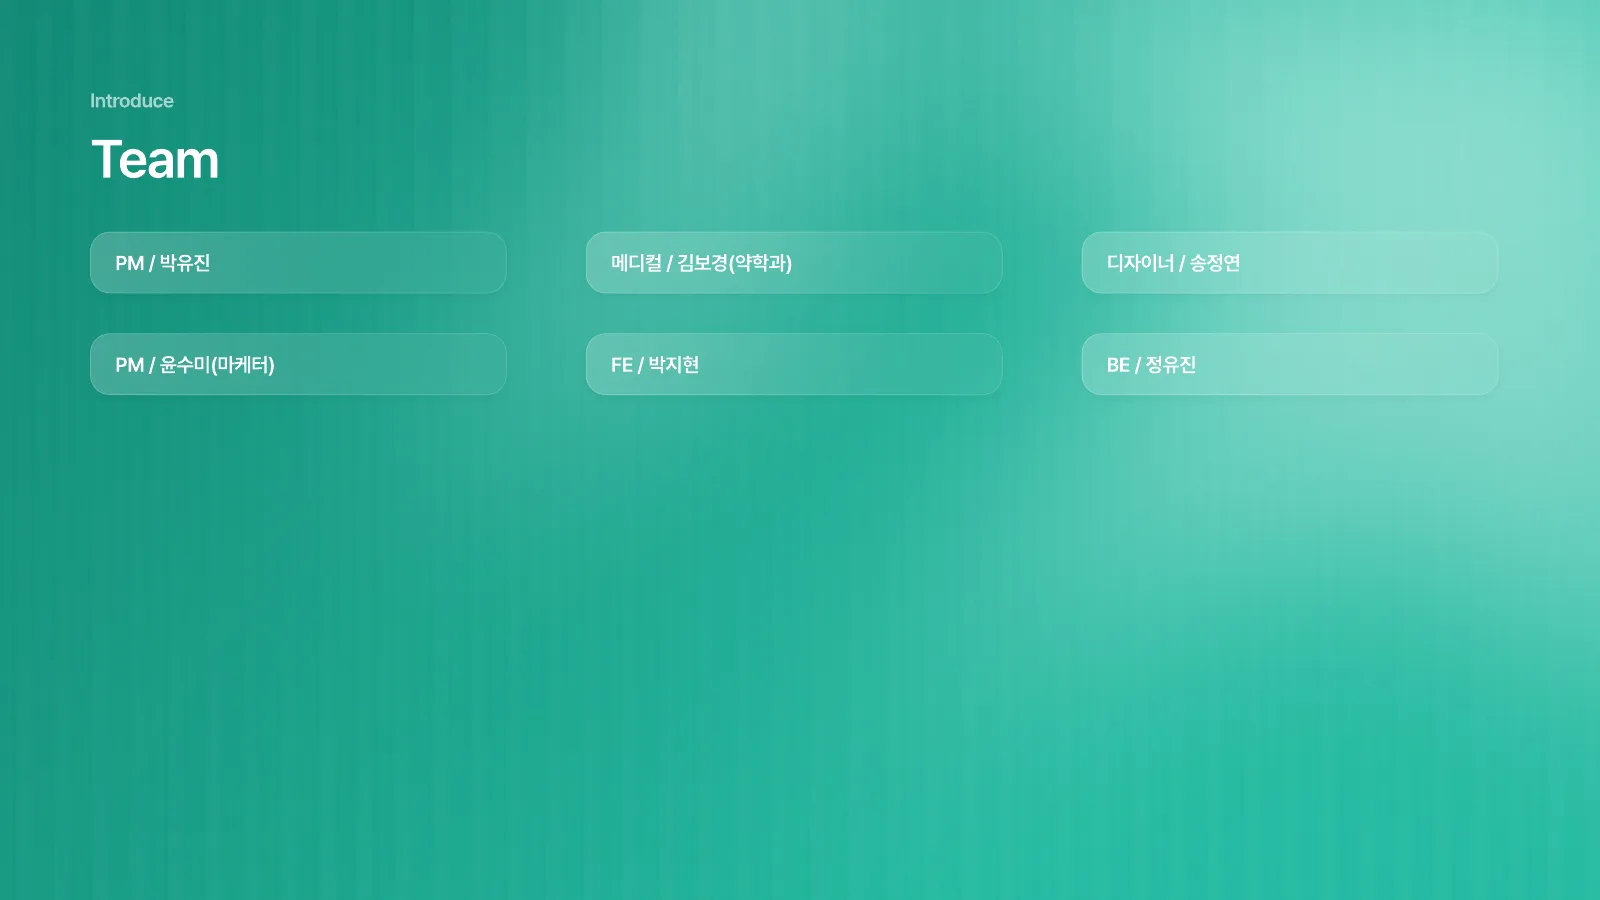 Introduce
Team
PM / 박유진
메디컬 / 김보경(약학과)
디자이너 / 송정연
PM / 윤수미(마케터)
FE / 박지현
BE / 정유진